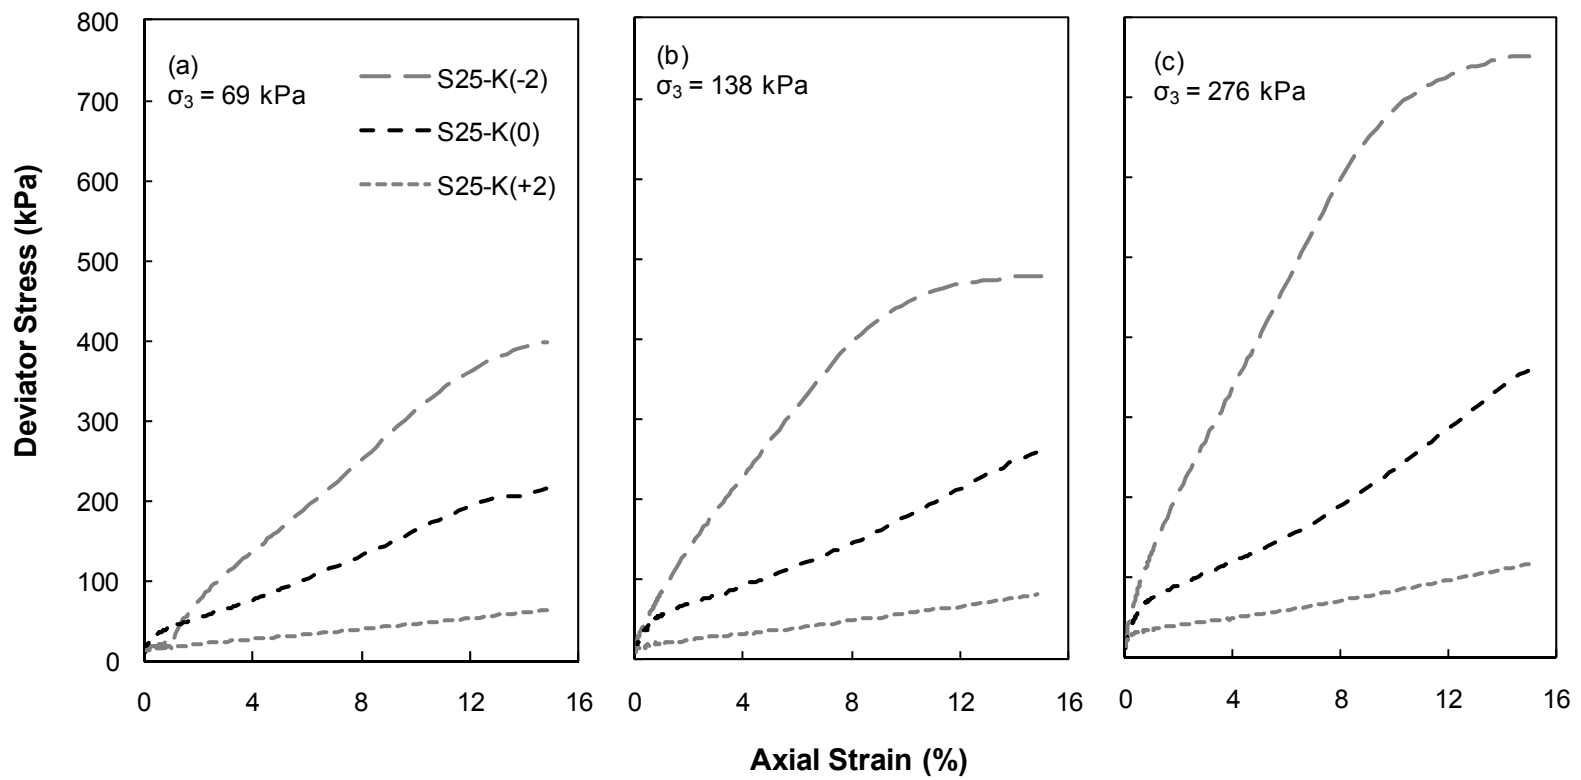 Deviator Stress (kPa)
800
700
600
500
400
300
200
100
0
(a)
σ3 = 69 kPa
S25-K(-2)
S25-K(0)
S25-K(+2)
0 4 8 12 16
(b)
σ3 = 138 kPa
0 4 8 12 16
(c)
σ3 = 276 kPa
0 4 8 12 16
Axial Strain (%)